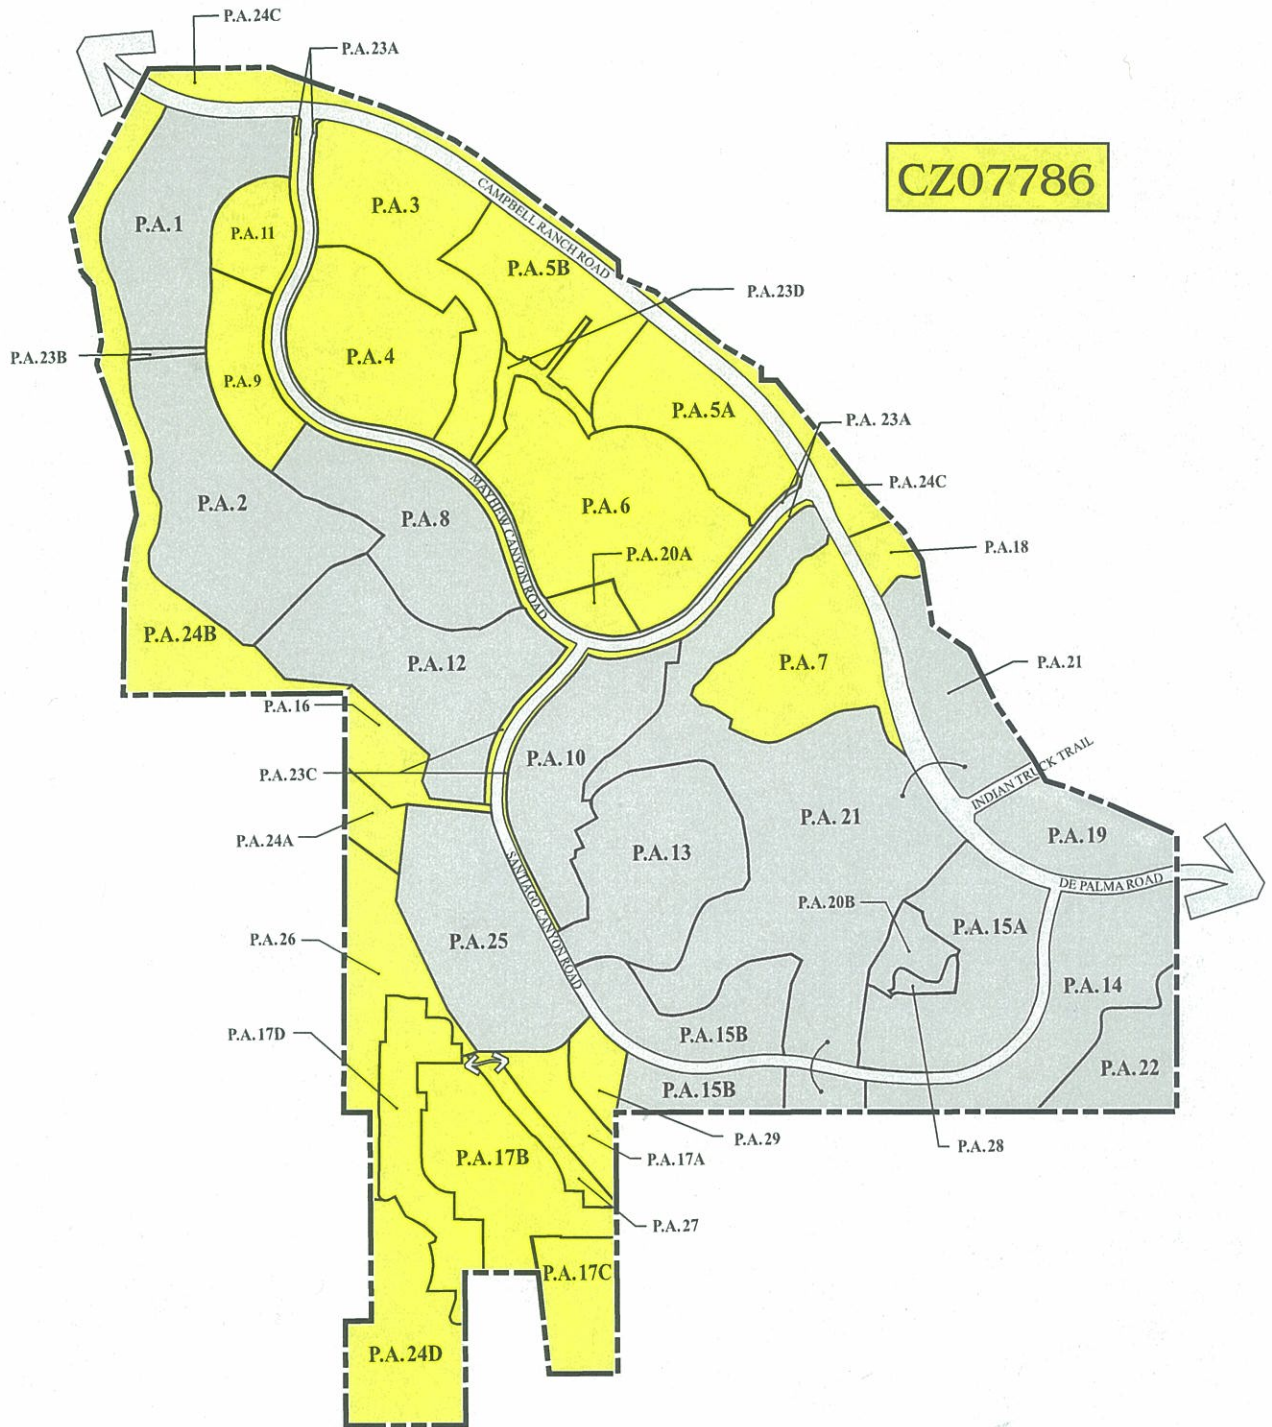 P.A.24C
P.A.23A
CZ07786
P.A.3
CAMPBELL RANCH ROAD
P.A.1
P.A.11
P.A.5B
P.A.23D
P.A.23B
P.A.4
P.A.9
P.A.5A
P.A. 23A
P.A.24C
P.A.2
MAYHEW CANYON ROAD
P.A.6
P.A.8
P.A.18
P.A.20A
P.A.24B
P.A.12
P.A.7
P.A.21
P.A.16
P.A.23C
P.A.10
INDIAN TRUCK TRAIL
P.A.24A
P.A.21
P.A.19
P.A.13
SANTIAGO CANYON ROAD
DE PALMA ROAD
P.A.20B
P.A.15A
P.A.26
P.A.25
P.A.14
P.A.17D
P.A.15B
P.A.22
P.A.15B
P.A.29
P.A.28
P.A.17B
P.A.17A
P.A.27
P.A.17C
P.A.24D